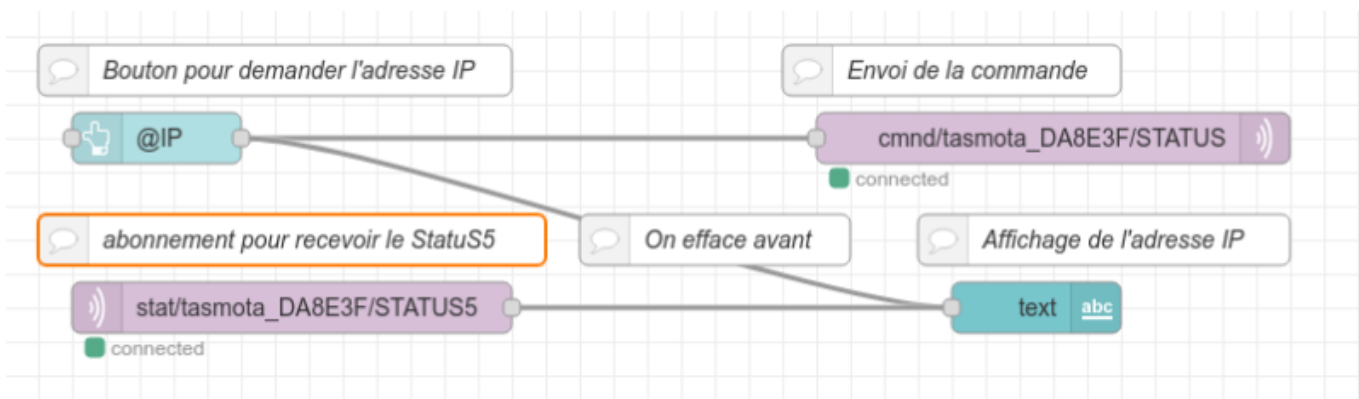 Bouton pour demander l'adresse IP
Envoi de la commande
@IP
cmnd/tasmota_DA8E3F/STATUS
connected
abonnement pour recevoir le StatuS5
On efface avant
Affichage de l'adresse IP
stat/tasmota_DA8E3F/STATUS5
text
abc
connected